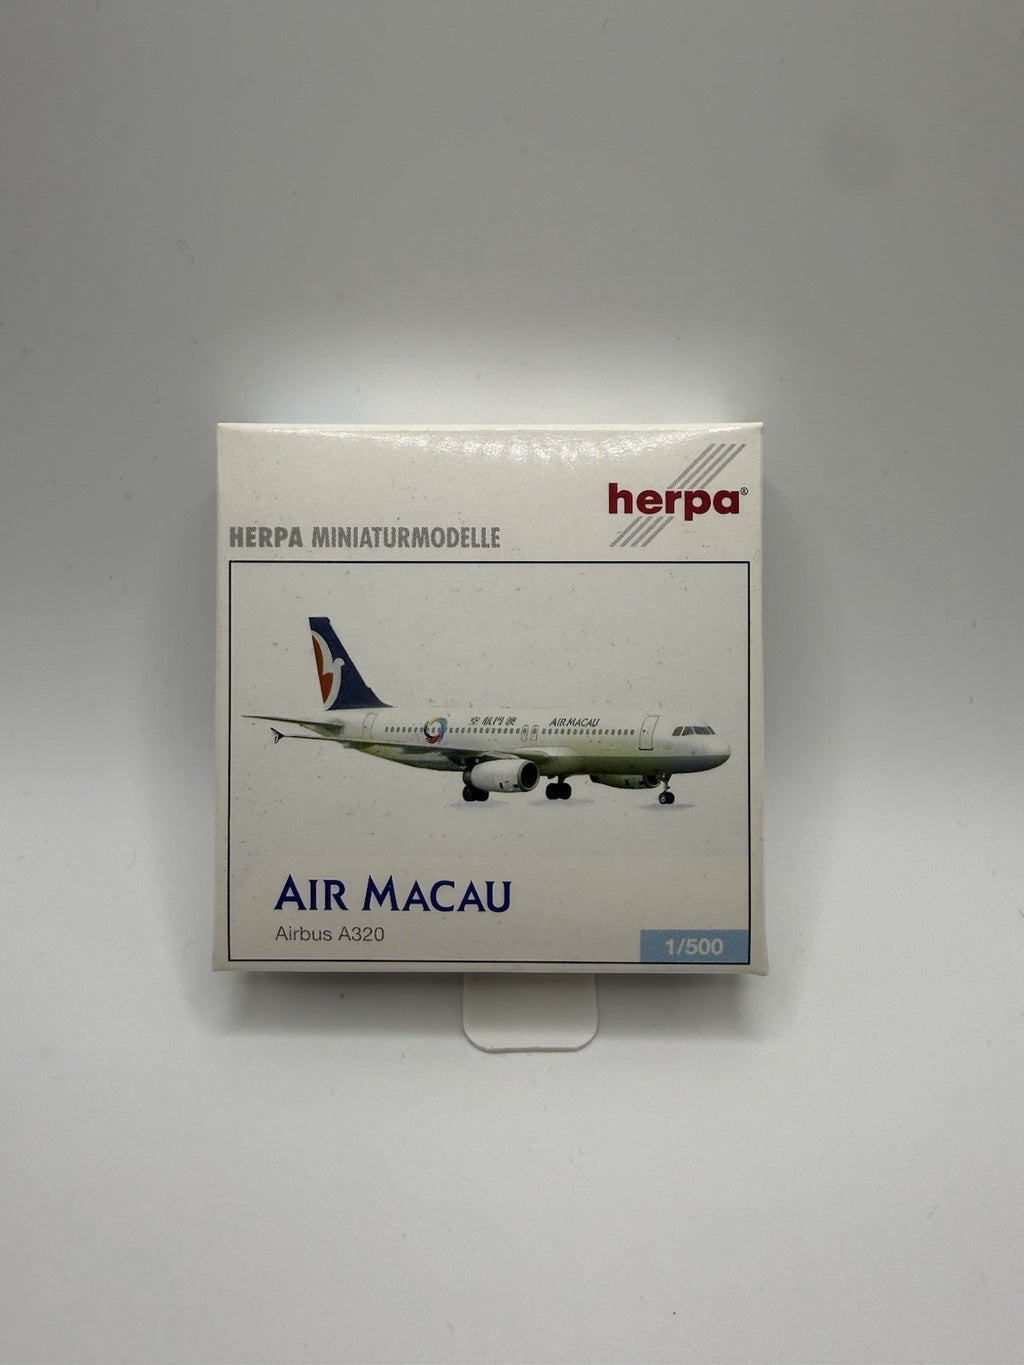 herpa®
HERPA MINIATURMODELLE
空航門澳 AIR MACAU
AIR MACAU
Airbus A320
1/500